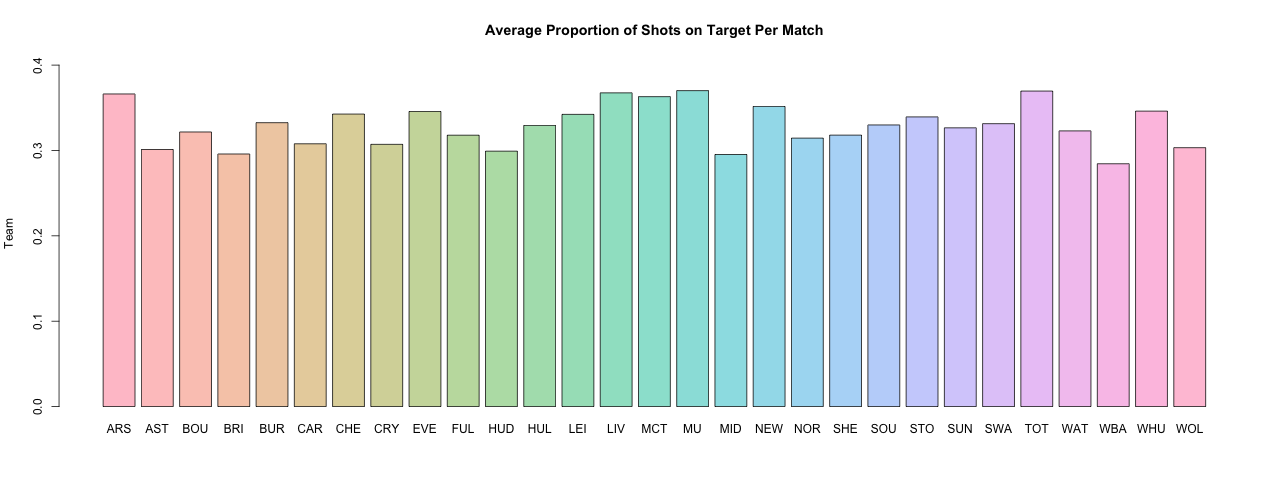 Average Proportion of Shots on Target Per Match
0.4
0.3
0.2
0.1
0.0
Team
ARS AST BOU BRI BUR CAR CHE CRY EVE FUL HUD HUL LEI LIV MCT MU MID NEW NOR SHE SOU STO SUN SWA TOT WAT WBA WHU WOL